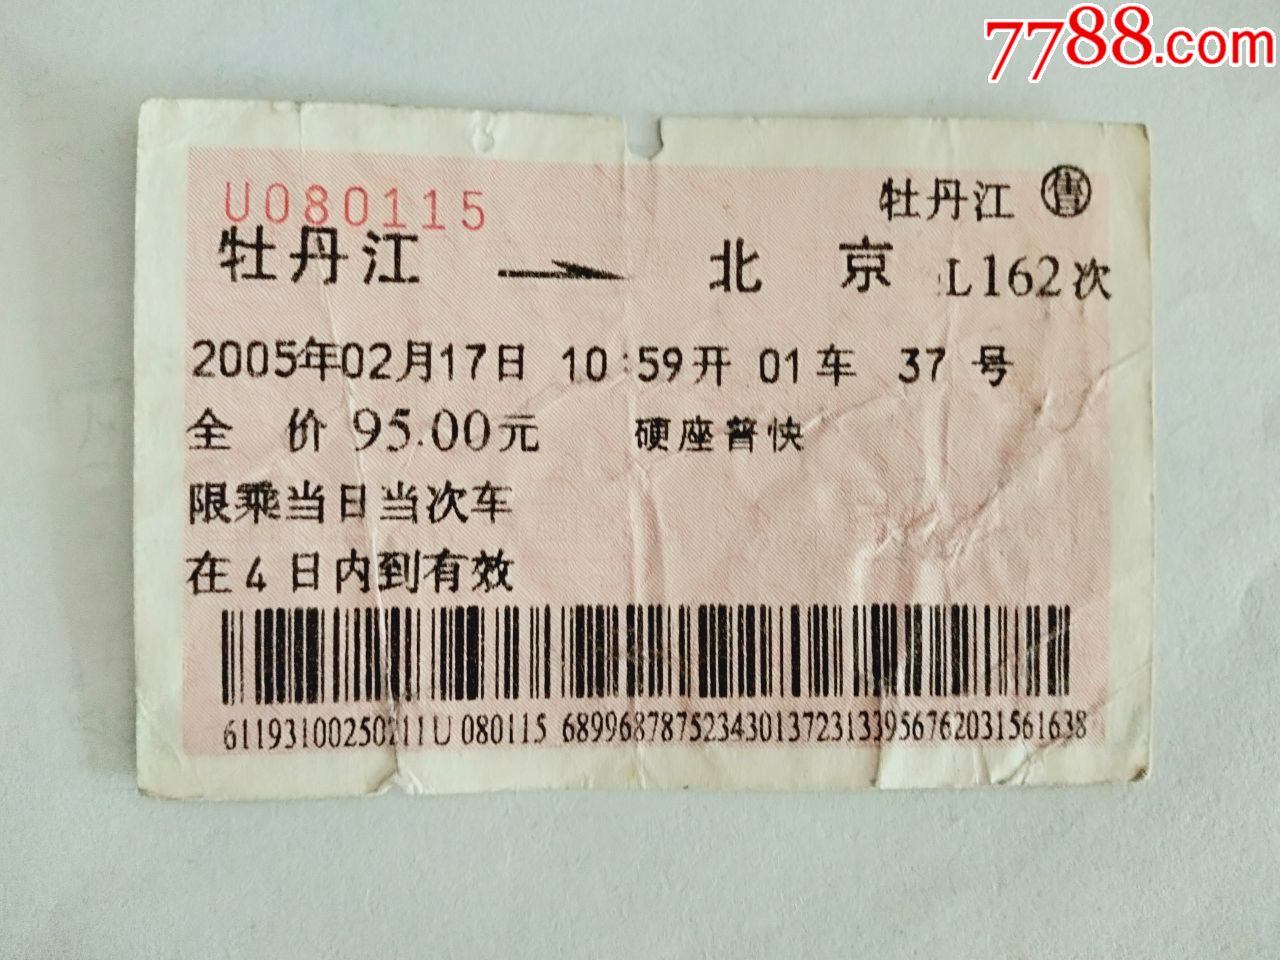 7788.com
U080115
牡丹江 售
牡丹江 → 北 京 L162次
2005年02月17日 10:59开 01车 37 号
全 价 95.00元 硬座普快
限乘当日当次车
在4日内到有效
61193100250211U080115 68996878752343013723133956762031561638